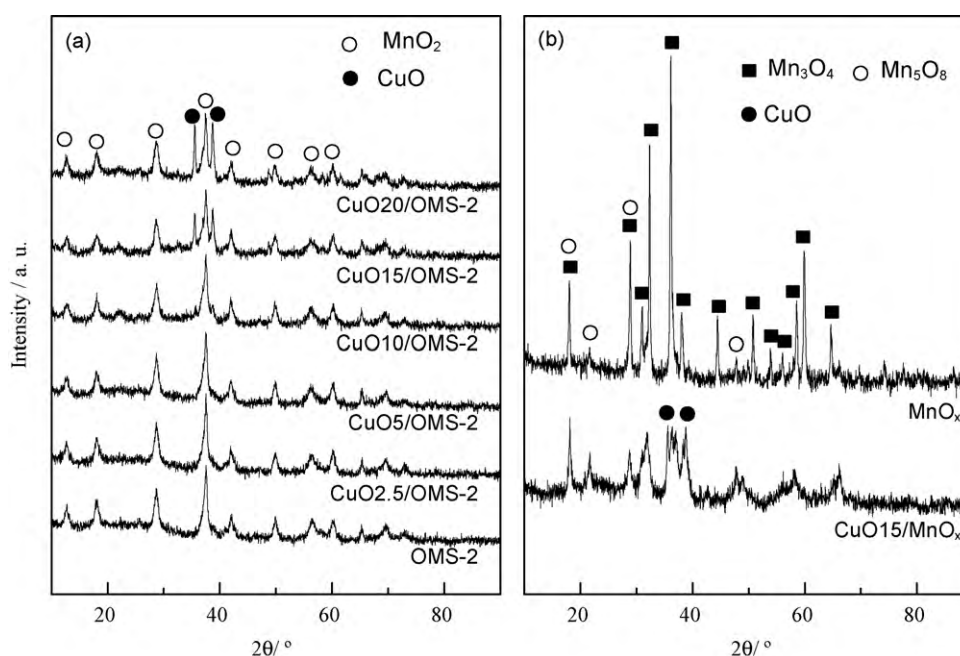 (a)
MnO₂
CuO
CuO20/OMS-2
CuO15/OMS-2
CuO10/OMS-2
CuO5/OMS-2
CuO2.5/OMS-2
OMS-2
Intensity / a. u.
20
40
60
80
2θ/ °
(b)
Mn₃O₄
Mn₅O₈
CuO
MnOₓ
CuO15/MnOₓ
20
40
60
80
2θ/ °